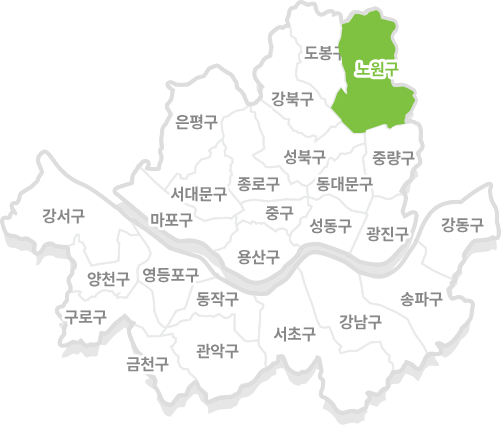 도봉구
노원구
강북구
은평구
성북구
중랑구
서대문구
종로구
동대문구
마포구
중구
성동구
광진구
강동구
강서구
용산구
양천구
영등포구
동작구
송파구
구로구
서초구
강남구
금천구
관악구